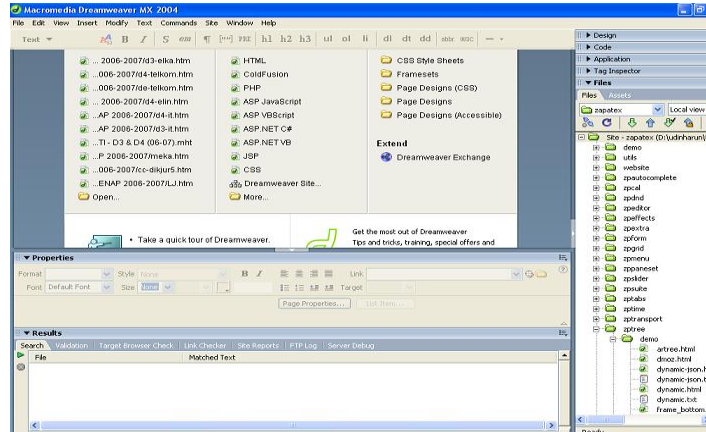 Macromedia Dreamweaver MX 2004
File Edit View Insert Modify Text Commands Site Window Help
Text B I S em ¶ [""] PRE h1 h2 h3 ul ol li dl dt dd abbr
... 2006-2007/d3-elka.htm
006-2007/d4-telkom.htm
...006-2007/de-telkom.htm
... 2006-2007/d4-elin.htm
...AP 2006-2007/d4-it.htm
...AP 2006-2007/d3-it.htm
...TI - D3 & D4 (06-07).mht
...P 2006-2007/meka.htm
...006-2007/cc-dikjur5.htm
...ENAP 2006-2007/LJ.htm
Open...
HTML
ColdFusion
PHP
ASP JavaScript
ASP VBScript
ASP.NET C#
ASP.NET VB
JSP
CSS
Dreamweaver Site...
More...
CSS Style Sheets
Framesets
Page Designs (CSS)
Page Designs
Page Designs (Accessible)
Extend
Dreamweaver Exchange
• Take a quick tour of Dreamweaver.
Get the most out of Dreamweaver
Tips and tricks, training, special offers and
Properties
Format Style None B I Link
Font Default Font Size None Target
Page Properties... List Item...
Results
Search Validation Target Browser Check Link Checker Site Reports FTP Log Server Debug
File Matched Text
Design
Code
Application
Tag Inspector
Files
Files Assets
zapatex Local view
Site - zapatex (D:\udinharun\
demo
utils
website
zpautocomplete
zpcal
zpdnd
zpeditor
zpeffects
zpextra
zpform
zpgrid
zpmenu
zppaneset
zpslider
zpsuite
zptabs
zptime
zptransport
zptree
demo
artree.html
dmoz.html
dynamic-json.h
dynamic-json.t
dynamic.html
dynamic.txt
frame_bottom.
Ready